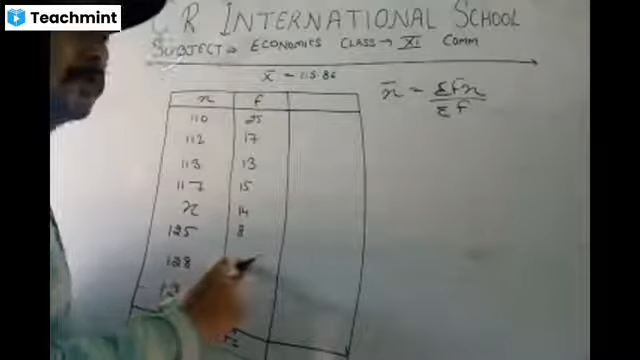 Teachmint
C R INTERNATIONAL SCHOOL
SUBJECT → ECONOMICS CLASS → XI COMM
x̄ = 115.86
x f
x̄ = Σfx / Σf
110 25
112 17
113 13
117 15
x 14
125 8
128